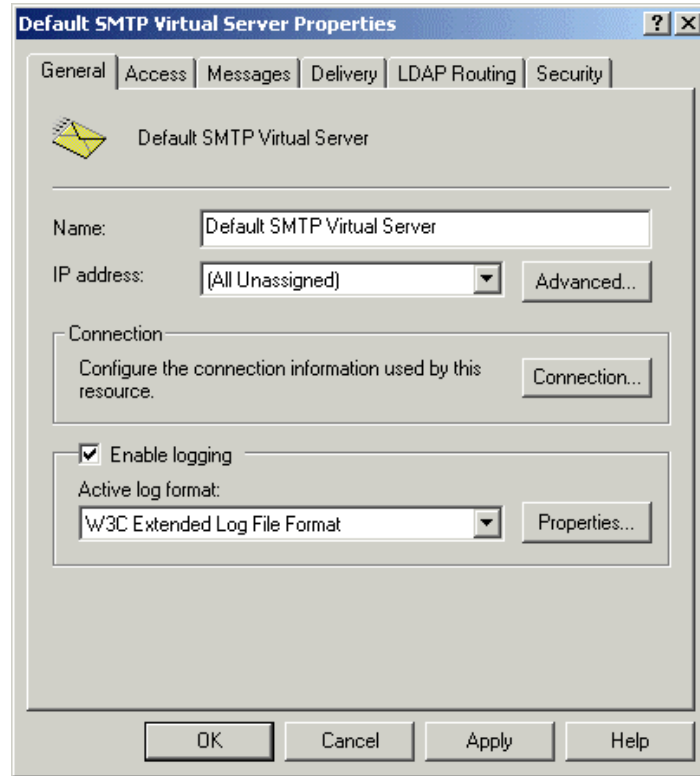 Default SMTP Virtual Server Properties
General Access Messages Delivery LDAP Routing Security
Default SMTP Virtual Server
Name: Default SMTP Virtual Server
IP address: (All Unassigned) Advanced...
Connection
Configure the connection information used by this
resource.
Connection...
Enable logging
Active log format:
W3C Extended Log File Format Properties...
OK Cancel Apply Help